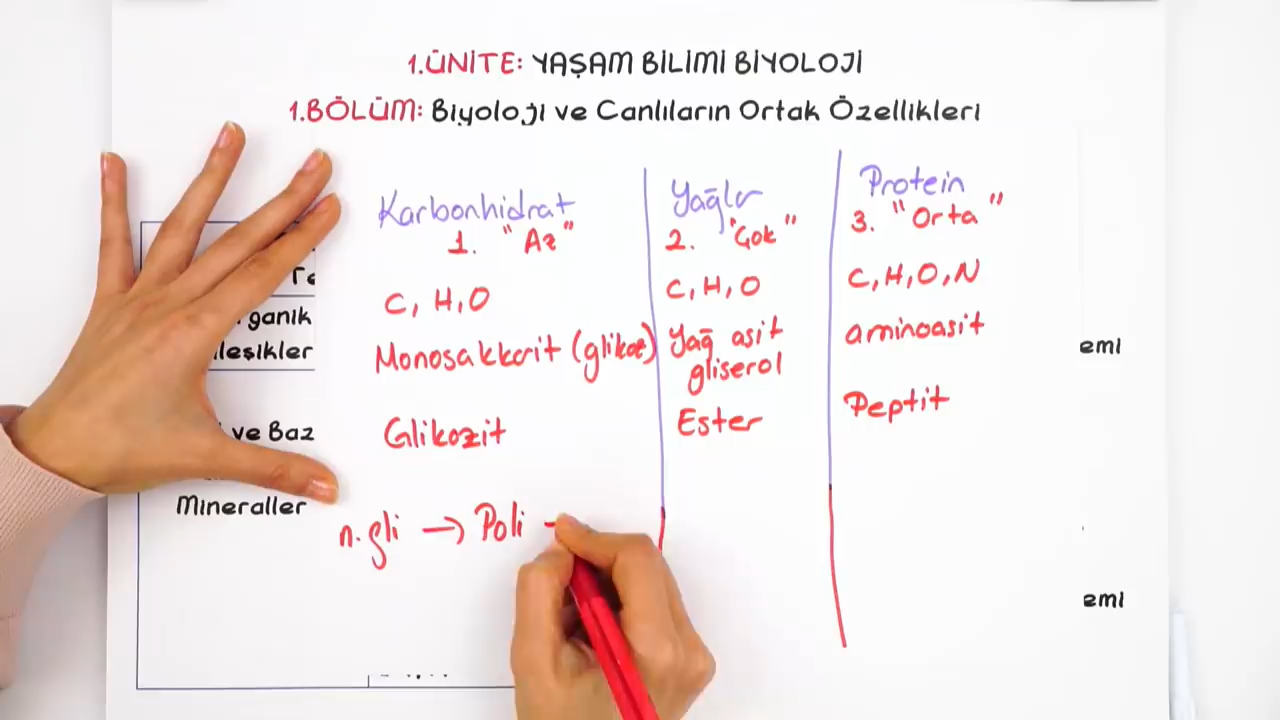 1.ÜNİTE: YAŞAM BİLİMİ BİYOLOJİ
1.BÖLÜM: Biyoloji ve Canlıların Ortak Özellikleri
Karbonhidrat
1. "Az"
C, H, O
Monosakkarit (glikoz)
Glikozit
n.gli → Poli
Yağlar
2. "Çok"
C, H, O
Yağ asit
gliserol
Ester
Protein
3. "Orta"
C, H, O, N
aminoasit
Peptit
ve Baz
Mineraller
emi
emi